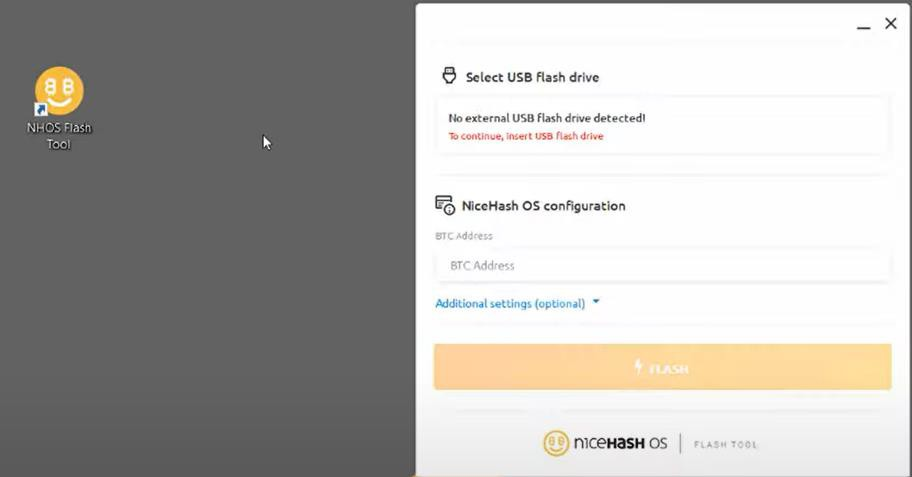 Select USB flash drive
NHOS Flash
Tool
No external USB flash drive detected!
To continue, insert USB flash drive
NiceHash OS configuration
BTC Address
BTC Address
Additional settings (optional)
FLASH
nicehash OS | FLASH TOOL